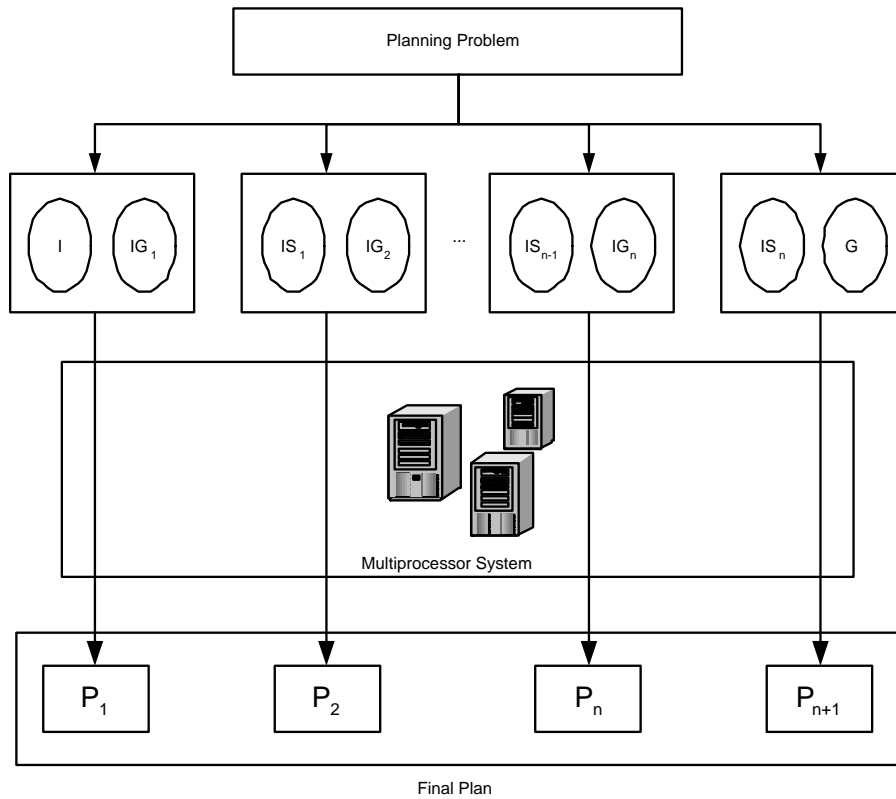 Planning Problem
I IG1 IS1 IG2 ... ISn-1 IGn ISn G
Multiprocessor System
P1 P2 Pn Pn+1
Final Plan